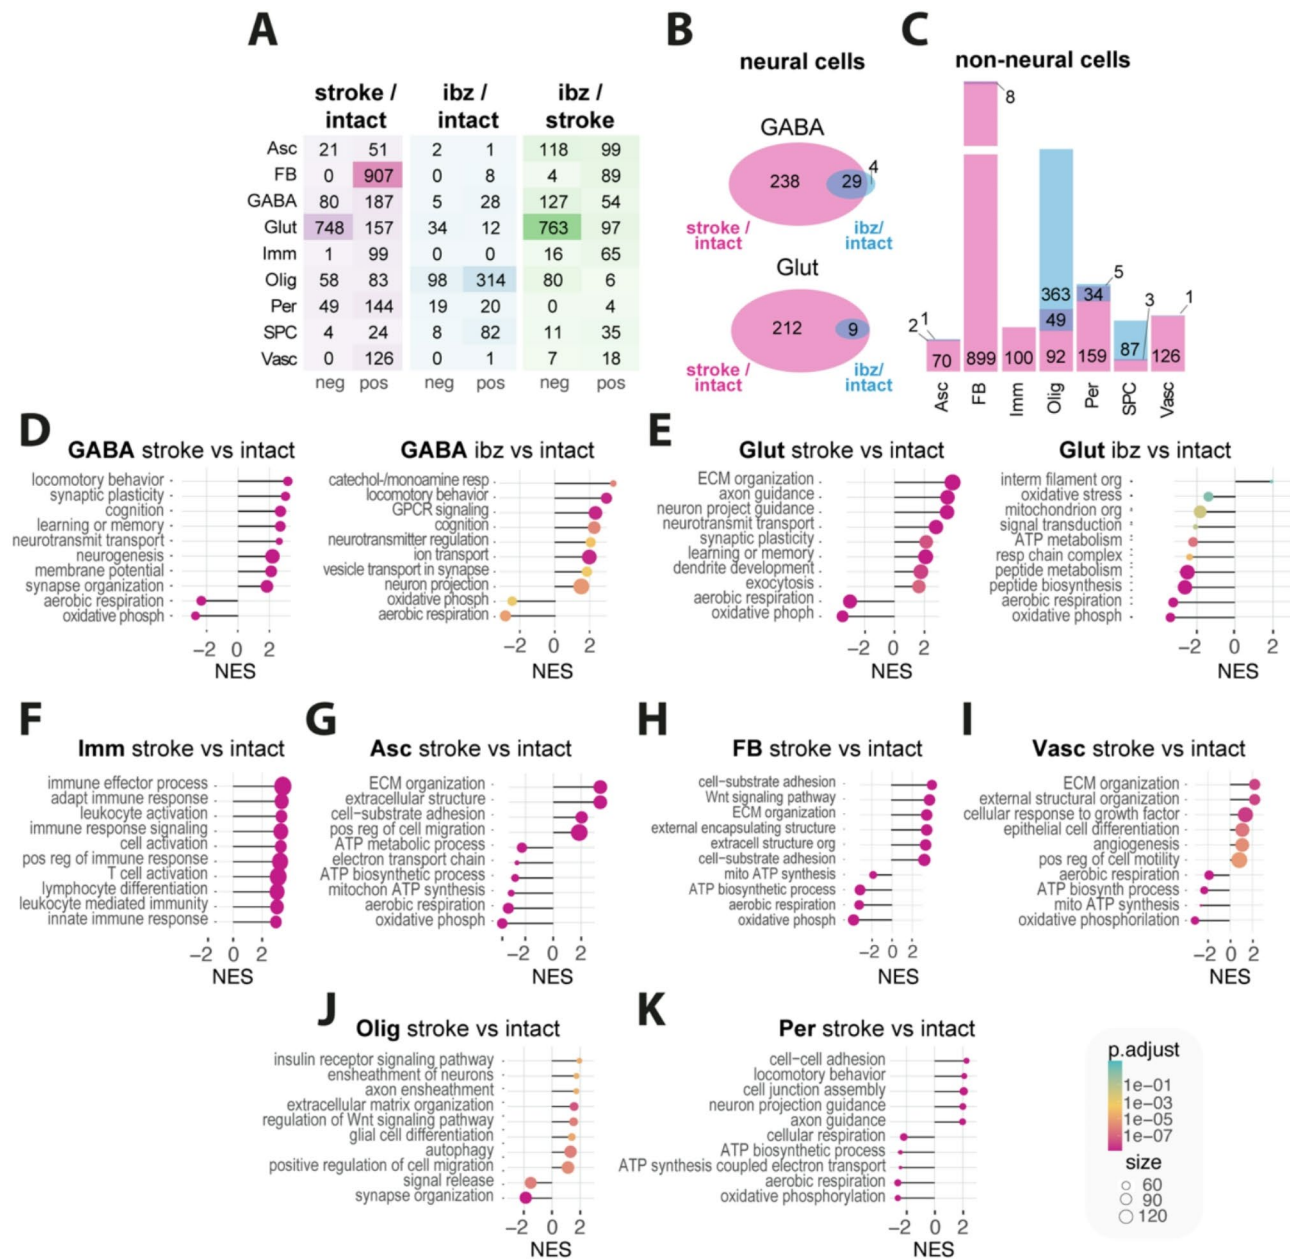 A
stroke / intact
ibz / intact
ibz / stroke
Asc 21 51 2 1 118 99
FB 0 907 0 8 4 89
GABA 80 187 5 28 127 54
Glut 748 157 34 12 763 97
Imm 1 99 0 0 16 65
Olig 58 83 98 314 80 6
Per 49 144 19 20 0 4
SPC 4 24 8 82 11 35
Vasc 0 126 0 1 7 18
neg pos neg pos neg pos
B
neural cells
GABA
238 29 4
stroke / intact
ibz/ intact
Glut
212 9
stroke / intact
ibz/ intact
C
non-neural cells
8
5
363
34
3
1
1
2
49
87
70 899 100 92 159 126
Asc FB Imm Olig Per SPC Vasc
D
GABA stroke vs intact
locomotory behavior
synaptic plasticity
cognition
learning or memory
neurotransmit transport
neurogenesis
membrane potential
synapse organization
aerobic respiration
oxidative phosph
−2 0 2
NES
GABA ibz vs intact
catechol-/monoamine resp
locomotory behavior
GPCR signaling
cognition
neurotransmitter regulation
ion transport
vesicle transport in synapse
neuron projection
oxidative phosph
aerobic respiration
−2 0 2
NES
E
Glut stroke vs intact
ECM organization
axon guidance
neuron project guidance
neurotransmit transport
synaptic plasticity
learning or memory
dendrite development
exocytosis
aerobic respiration
oxidative phoph
−2 0 2
NES
Glut ibz vs intact
interm filament org
oxidative stress
mitochondrion org
signal transduction
ATP metabolism
resp chain complex
peptide metabolism
peptide biosynthesis
aerobic respiration
oxidative phosph
−2 0 2
NES
F
Imm stroke vs intact
immune effector process
adapt immune response
leukocyte activation
immune response signaling
cell activation
pos reg of immune response
T cell activation
lymphocyte differentiation
leukocyte mediated immunity
innate immune response
−2 0 2
NES
G
Asc stroke vs intact
ECM organization
extracellular structure
cell-substrate adhesion
pos reg of cell migration
ATP metabolic process
electron transport chain
ATP biosynthetic process
mitochon ATP synthesis
aerobic respiration
oxidative phosph
−2 0 2
NES
H
FB stroke vs intact
cell-substrate adhesion
Wnt signaling pathway
ECM organization
external encapsulating structure
extracell structure org
cell-substrate adhesion
mito ATP synthesis
ATP biosynthetic process
aerobic respiration
oxidative phosph
−2 0 2
NES
I
Vasc stroke vs intact
ECM organization
external structural organization
cellular response to growth factor
epithelial cell differentiation
angiogenesis
pos reg of cell motility
aerobic respiration
ATP biosynth process
mito ATP synthesis
oxidative phosphorilation
−2 0 2
NES
J
Olig stroke vs intact
insulin receptor signaling pathway
ensheathment of neurons
axon ensheathment
extracellular matrix organization
regulation of Wnt signaling pathway
glial cell differentiation
autophagy
positive regulation of cell migration
signal release
synapse organization
−2 0 2
NES
K
Per stroke vs intact
cell−cell adhesion
locomotory behavior
cell junction assembly
neuron projection guidance
axon guidance
cellular respiration
ATP biosynthetic process
ATP synthesis coupled electron transport
aerobic respiration
oxidative phosphorylation
−2 0 2
NES
p.adjust
1e−01
1e−03
1e−05
1e−07
size
60
90
120